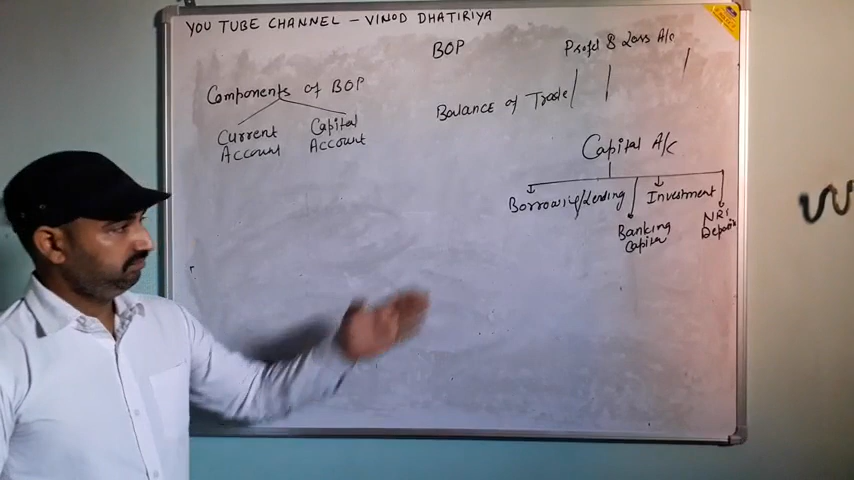 YOU TUBE CHANNEL - VINOD DHATIRIYA
BOP
Profit & Loss A/c
Components of BOP
Balance of Trade
Current Account
Capital Account
Capital A/c
Borrowing/Lending
Investment
Banking Capital
NRI Deposit